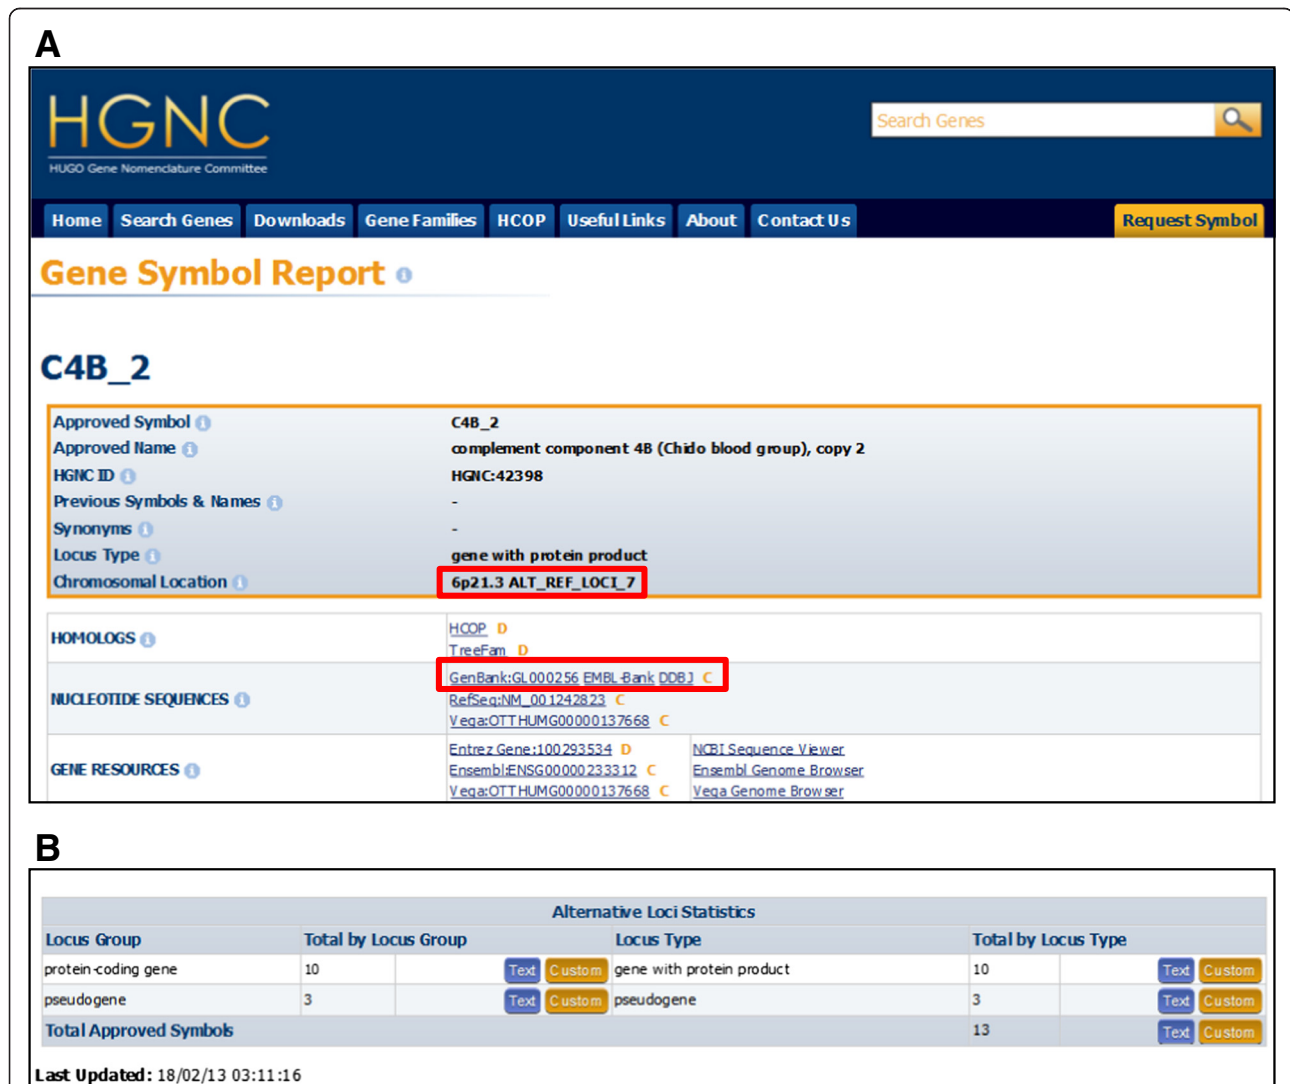 A
HGNC
HUGO Gene Nomenclature Committee
Search Genes
Home Search Genes Downloads Gene Families HCOP Useful Links About Contact Us Request Symbol
Gene Symbol Report
C4B_2
Approved Symbol C4B_2
Approved Name complement component 4B (Chido blood group), copy 2
HGNC ID HGNC:42398
Previous Symbols & Names -
Synonyms -
Locus Type gene with protein product
Chromosomal Location 6p21.3 ALT_REF_LOCI_7
HOMOLOGS HCOP D
TreeFam D
GenBank:GL000256 EMBL-Bank DDBJ C
NUCLEOTIDE SEQUENCES RefSeq:NM_001242823 C
Vega:OTTHUMG00000137668 C
Entrez Gene:100293534 D NCBI Sequence Viewer
GENE RESOURCES Ensembl:ENSG00000233312 C Ensembl Genome Browser
Vega:OTTHUMG00000137668 C Vega Genome Browser
B
Alternative Loci Statistics
Locus Group Total by Locus Group Locus Type Total by Locus Type
protein-coding gene 10 Text Custom gene with protein product 10 Text Custom
pseudogene 3 Text Custom pseudogene 3 Text Custom
Total Approved Symbols 13 Text Custom
Last Updated: 18/02/13 03:11:16